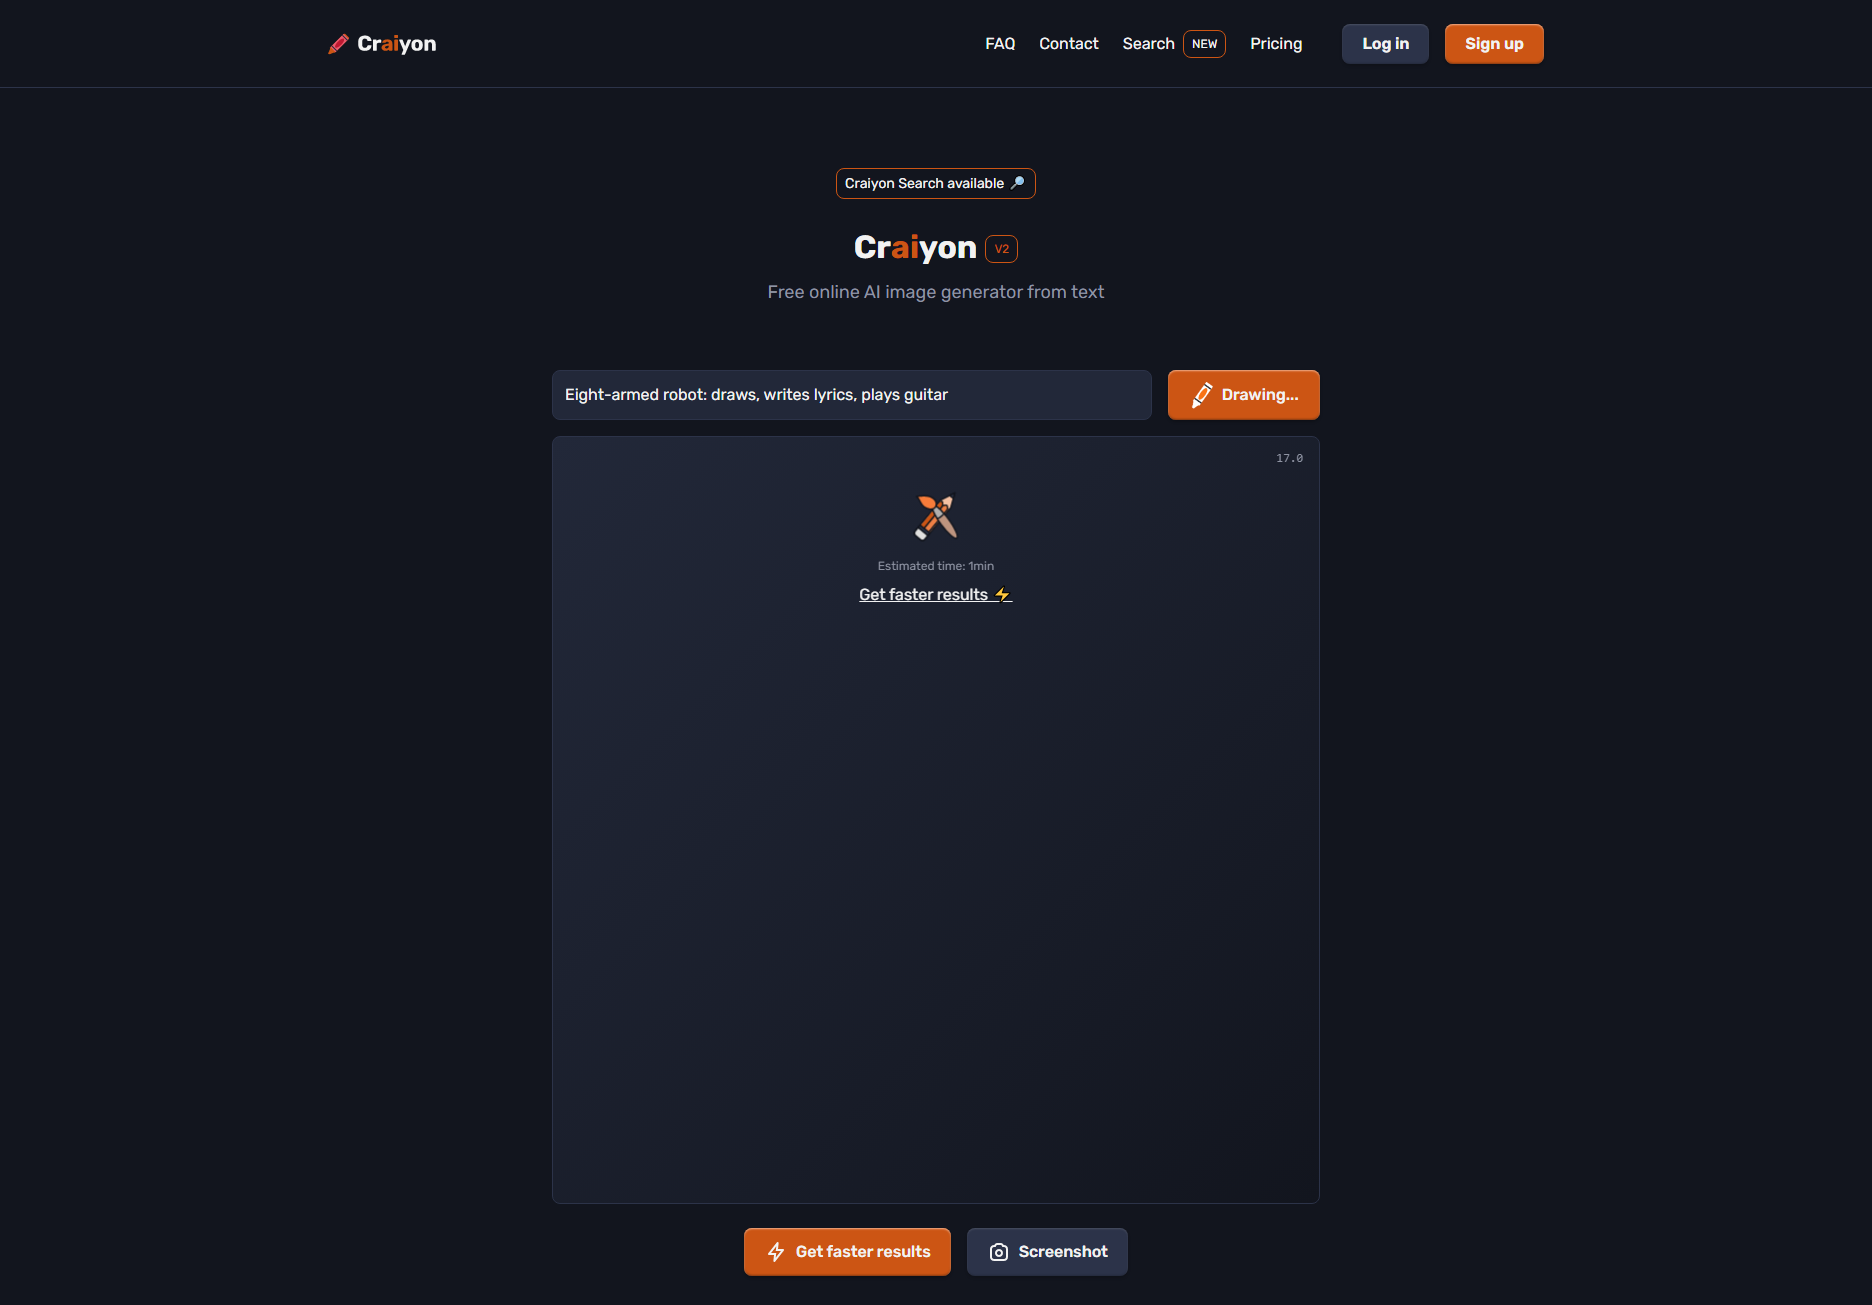 Craiyon
FAQ
Contact
Search NEW
Pricing
Log in
Sign up
Craiyon Search available
Craiyon V2
Free online AI image generator from text
Eight-armed robot: draws, writes lyrics, plays guitar
Drawing...
17.0
Estimated time: 1min
Get faster results
Get faster results
Screenshot